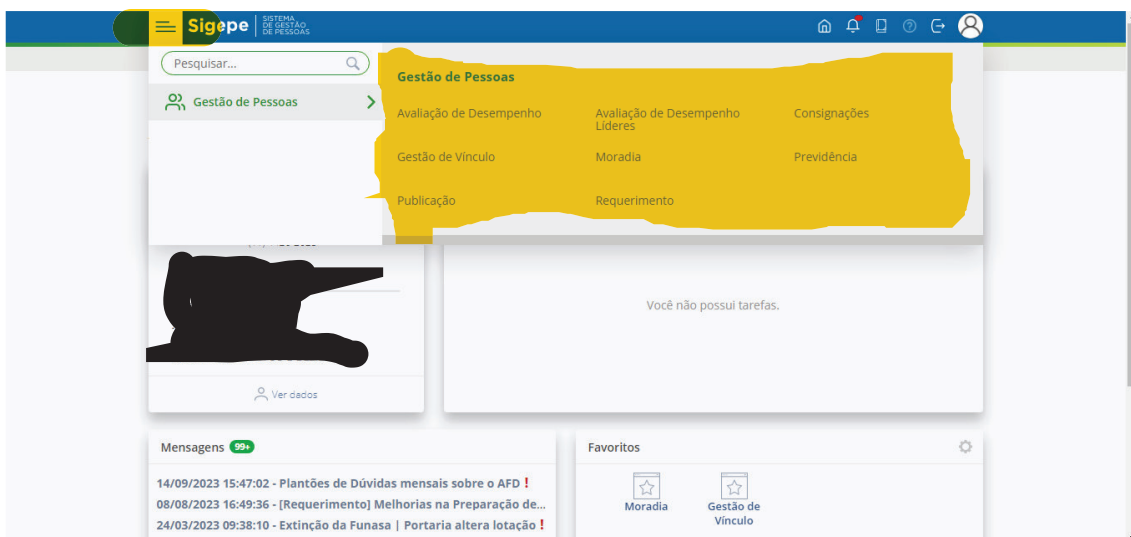 Sigepe
SISTEMA
DE GESTÃO
DE PESSOAS
Pesquisar...
Gestão de Pessoas
Gestão de Pessoas
Avaliação de Desempenho
Avaliação de Desempenho
Líderes
Consignações
Gestão de Vínculo
Moradia
Previdência
Publicação
Requerimento
Você não possui tarefas.
Ver dados
Mensagens 99+
14/09/2023 15:47:02 - Plantões de Dúvidas mensais sobre o AFD !
08/08/2023 16:49:36 - [Requerimento] Melhorias na Preparação de...
24/03/2023 09:38:10 - Extinção da Funasa | Portaria altera lotação !
Favoritos
Moradia
Gestão de
Vínculo